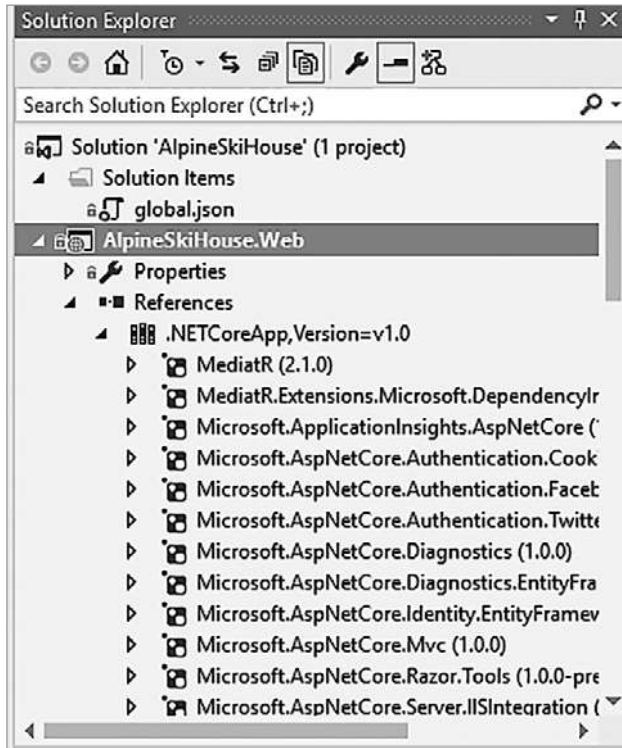 Solution Explorer
Search Solution Explorer (Ctrl+;)
Solution 'AlpineSkiHouse' (1 project)
Solution Items
global.json
AlpineSkiHouse.Web
Properties
References
.NETCoreApp,Version=v1.0
MediatR (2.1.0)
MediatR.Extensions.Microsoft.DependencyIr
Microsoft.ApplicationInsights.AspNetCore (
Microsoft.AspNetCore.Authentication.Cook
Microsoft.AspNetCore.Authentication.Faceb
Microsoft.AspNetCore.Authentication.Twitte
Microsoft.AspNetCore.Diagnostics (1.0.0)
Microsoft.AspNetCore.Diagnostics.EntityFra
Microsoft.AspNetCore.Identity.EntityFramew
Microsoft.AspNetCore.Mvc (1.0.0)
Microsoft.AspNetCore.Razor.Tools (1.0.0-pre
Microsoft.AspNetCore.Server.IISIntegration (